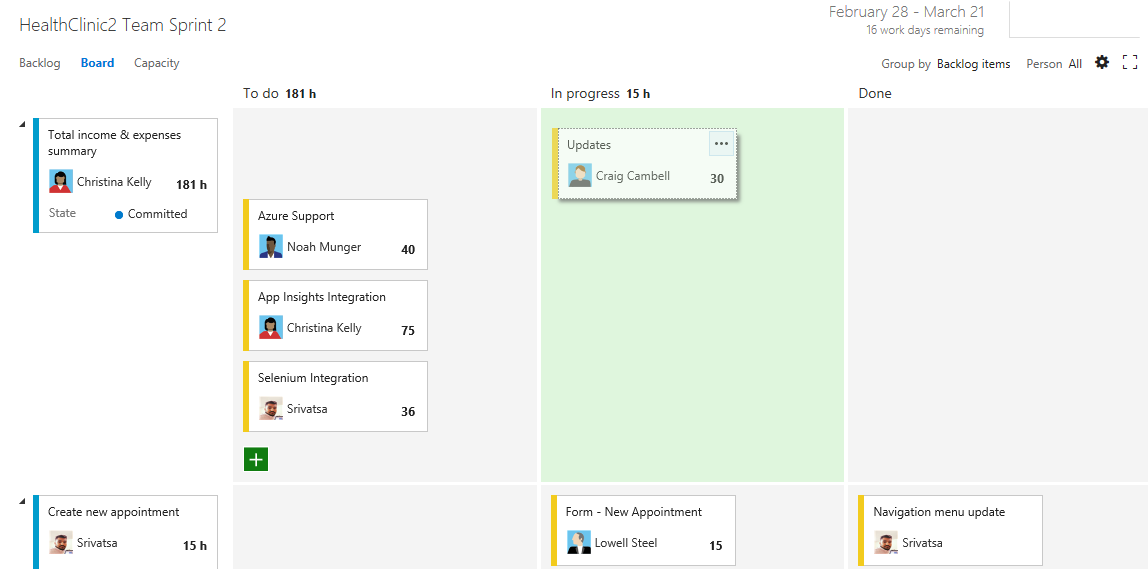 HealthClinic2 Team Sprint 2
February 28 - March 21
16 work days remaining
Backlog Board Capacity
Group by Backlog items Person All
To do 181 h
In progress 15 h
Done
Total income & expenses
summary
Christina Kelly 181 h
State Committed
Updates
Craig Cambell 30
Azure Support
Noah Munger 40
App Insights Integration
Christina Kelly 75
Selenium Integration
Srivatsa 36
Create new appointment
Srivatsa 15 h
Form - New Appointment
Lowell Steel 15
Navigation menu update
Srivatsa